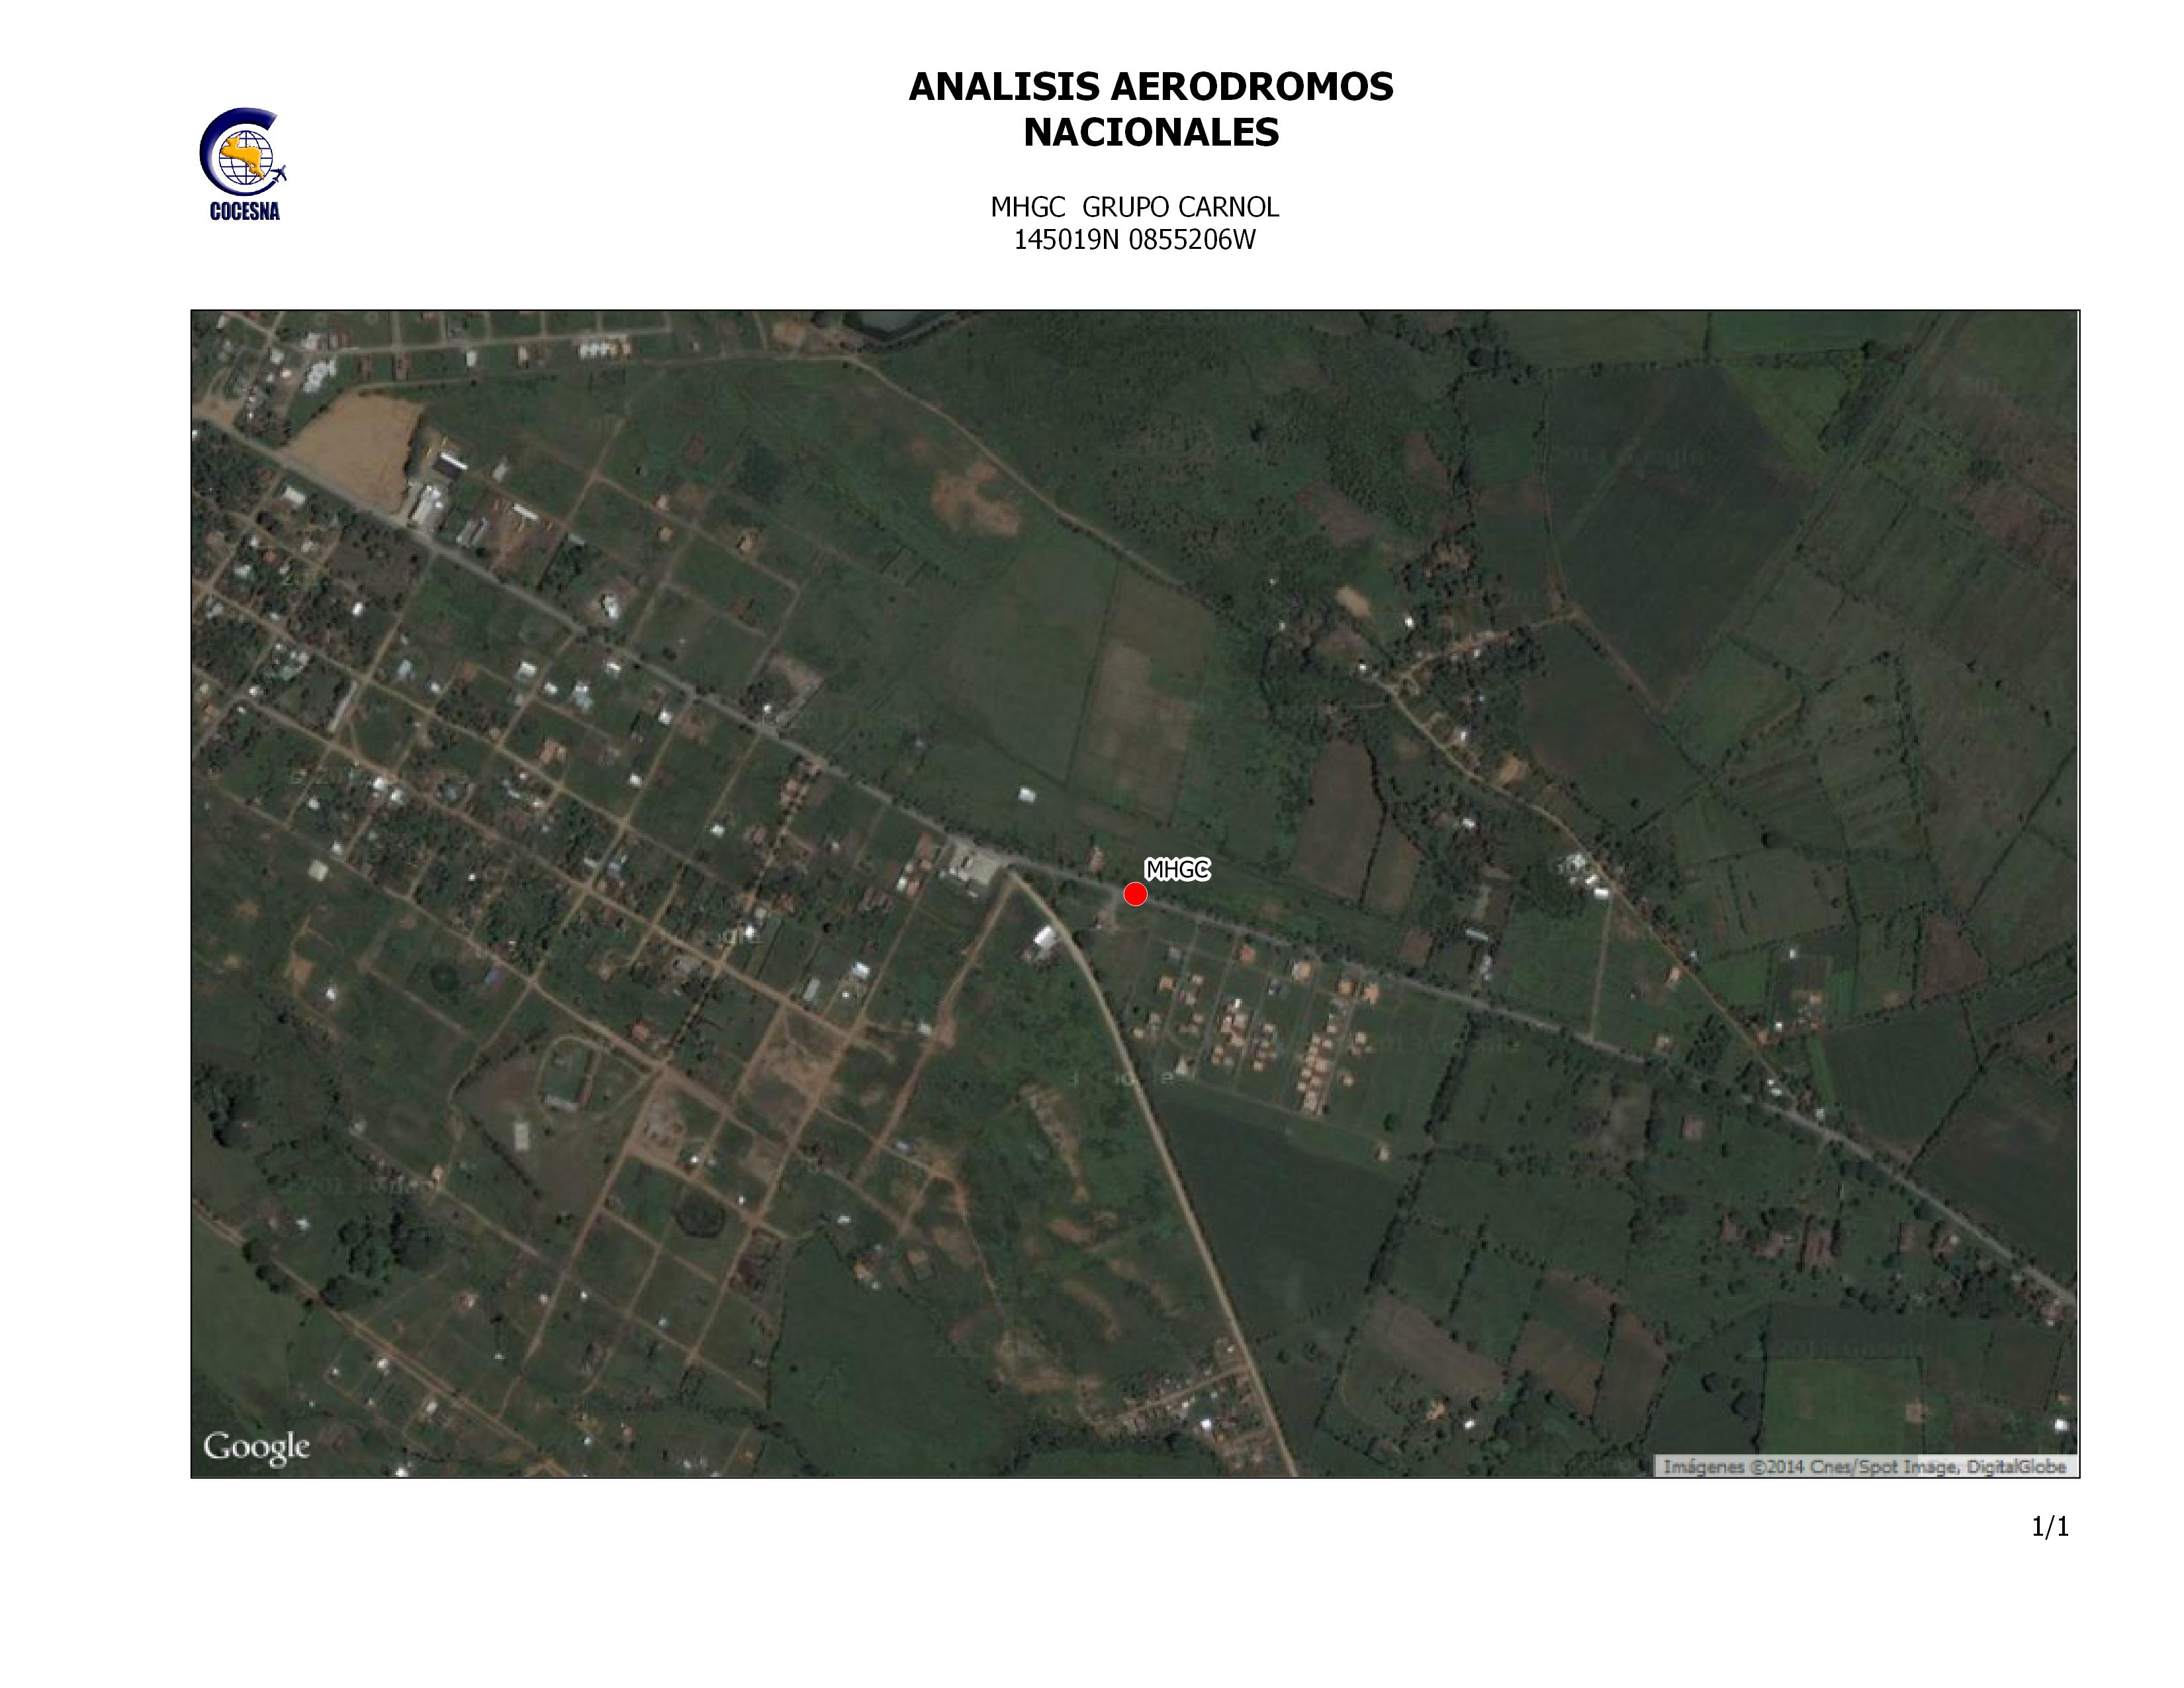 ANALISIS AERODROMOS
NACIONALES
COCESNA
MHGC  GRUPO CARNOL
145019N 0855206W
MHGC
Google
Imágenes ©2014 Cnes/Spot Image, DigitalGlobe
1/1